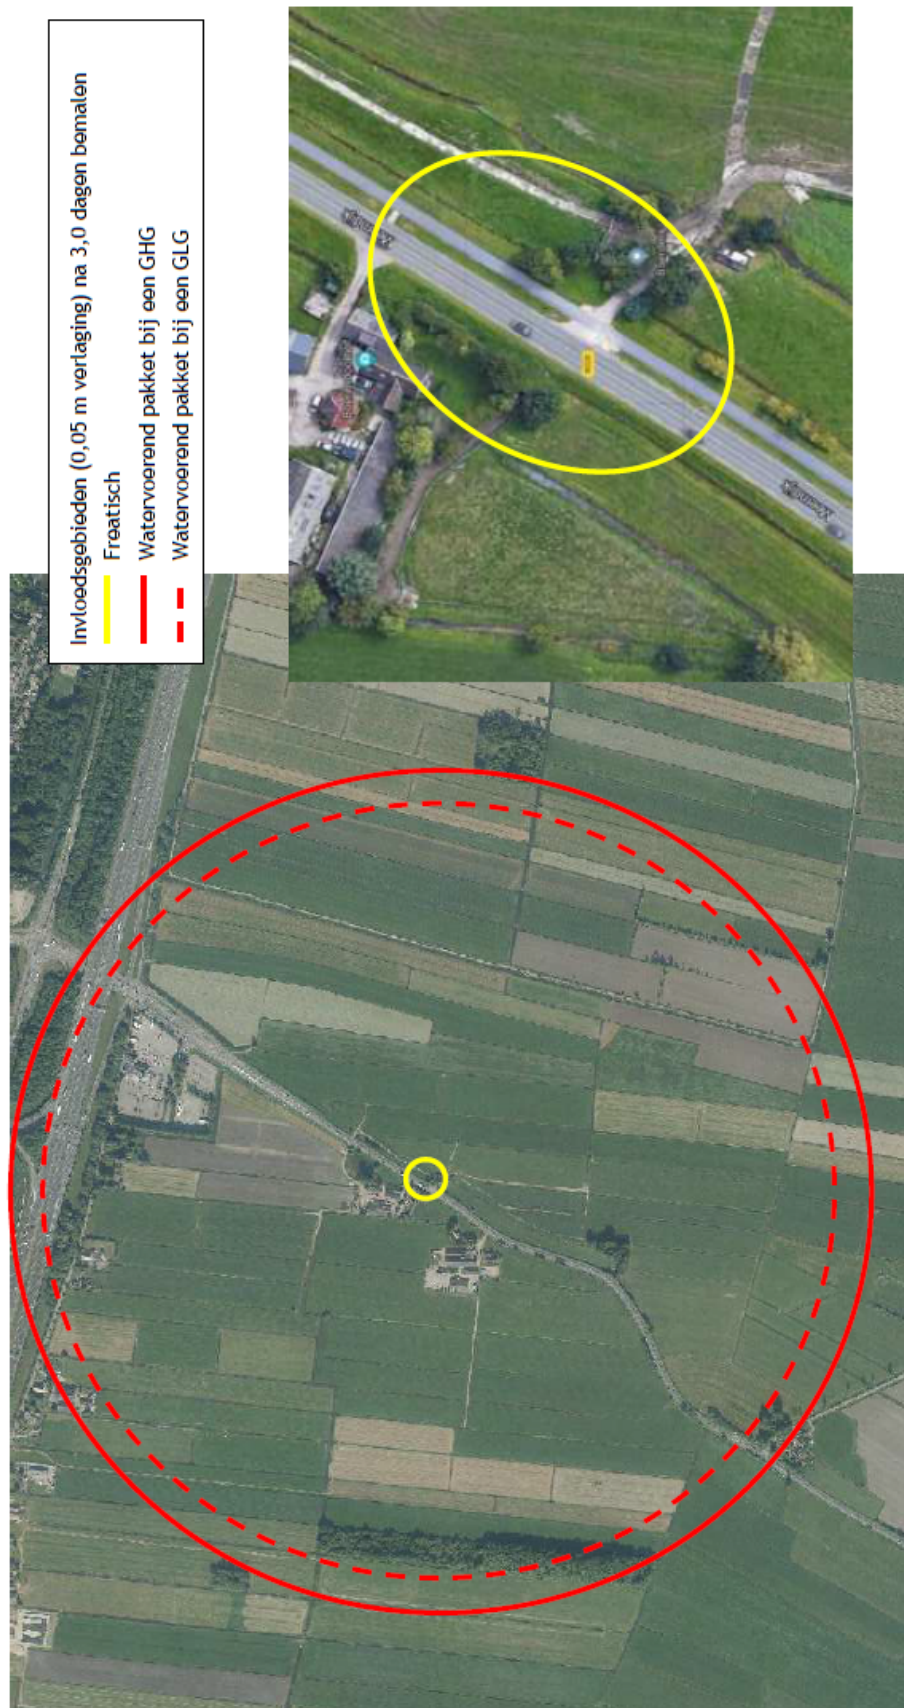 Invloedsgebieden (0,05 m verlaging) na 3,0 dagen bemalen
Freatisch
Watervoerend pakket bij een GHG
Watervoerend pakket bij een GLG